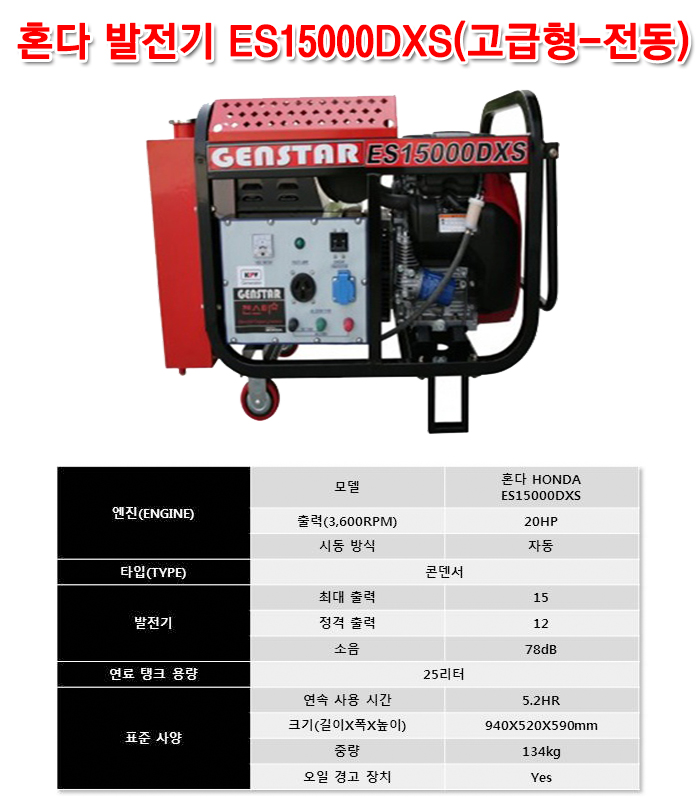 혼다 발전기 ES15000DXS(고급형-전동)
GENSTAR ES15000DXS
GENSTAR
엔진(ENGINE) 모델 혼다 HONDA
ES15000DXS
출력(3,600RPM) 20HP
시동 방식 자동
타입(TYPE) 콘덴서
발전기 최대 출력 15
정격 출력 12
소음 78dB
연료 탱크 용량 25리터
표준 사양 연속 사용 시간 5.2HR
크기(길이X폭X높이) 940X520X590mm
중량 134kg
오일 경고 장치 Yes